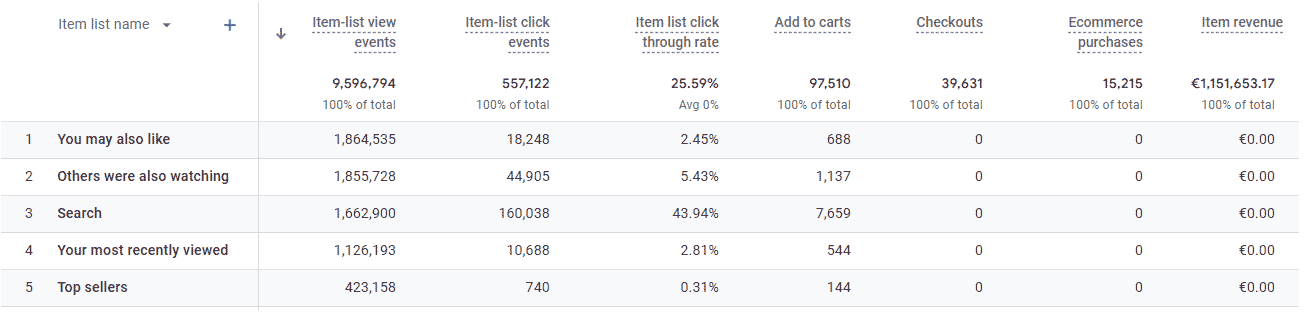 Item list name + Item-list view events Item-list click events Item list click through rate Add to carts Checkouts Ecommerce purchases Item revenue
9,596,794 557,122 25.59% 97,510 39,631 15,215 €1,151,653.17
100% of total 100% of total Avg 0% 100% of total 100% of total 100% of total 100% of total
1 You may also like 1,864,535 18,248 2.45% 688 0 0 €0.00
2 Others were also watching 1,855,728 44,905 5.43% 1,137 0 0 €0.00
3 Search 1,662,900 160,038 43.94% 7,659 0 0 €0.00
4 Your most recently viewed 1,126,193 10,688 2.81% 544 0 0 €0.00
5 Top sellers 423,158 740 0.31% 144 0 0 €0.00